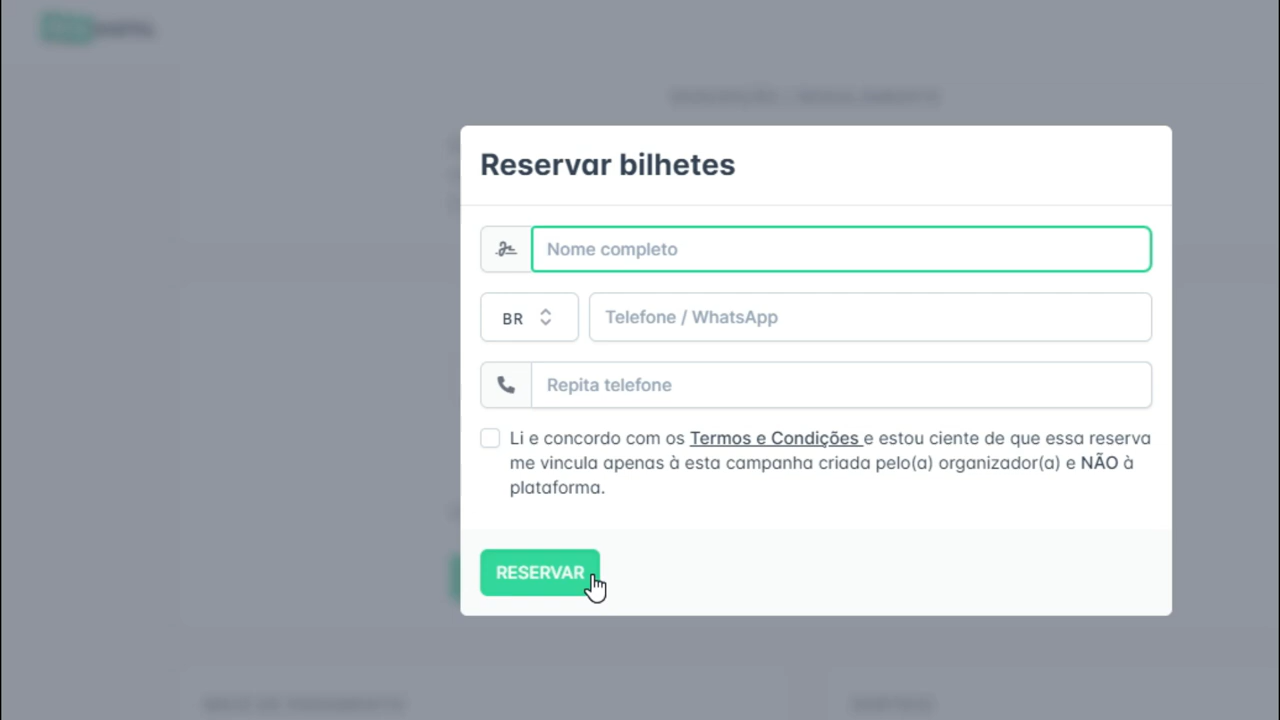 Reservar bilhetes
Nome completo
BR
Telefone / WhatsApp
Repita telefone
Li e concordo com os Termos e Condições e estou ciente de que essa reserva
me vincula apenas à esta campanha criada pelo(a) organizador(a) e NÃO à
plataforma.
RESERVAR